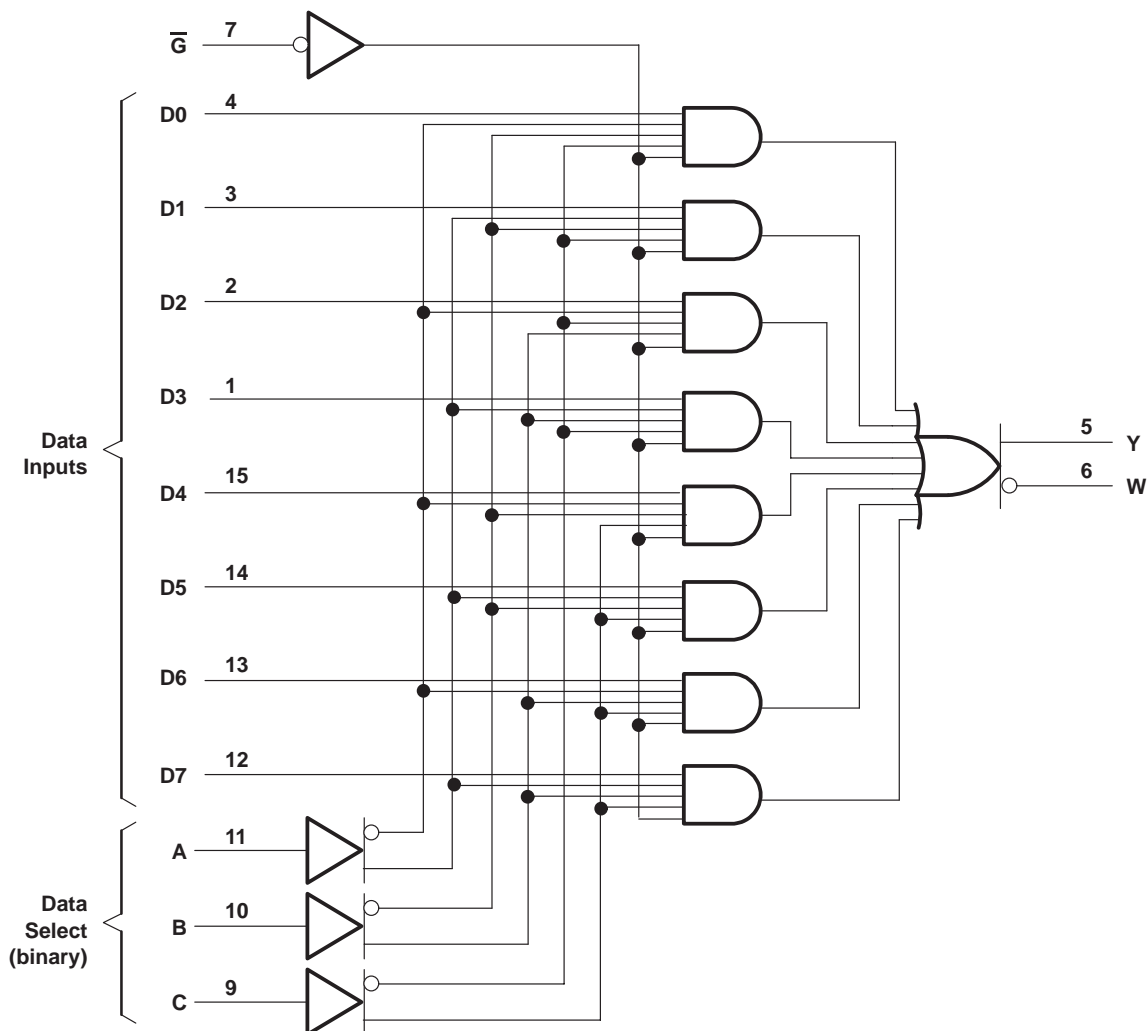 G̅ 7
D0 4
D1 3
D2 2
D3 1
Data
Inputs
D4 15
D5 14
D6 13
D7 12
5 Y
6 W
A 11
Data
Select
(binary)
B 10
C 9